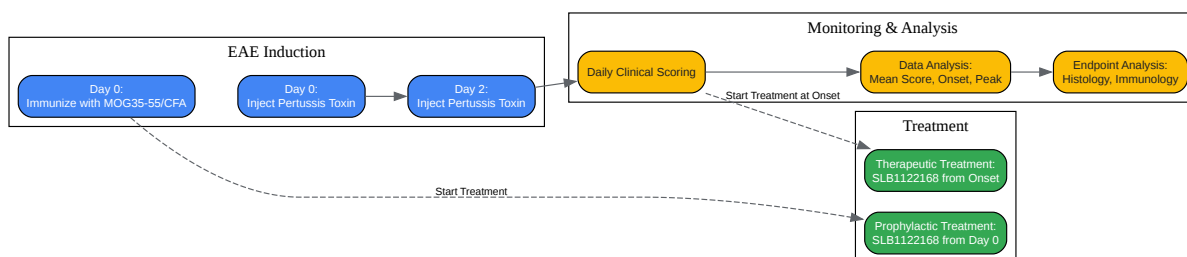 EAE Induction
Day 0:
Immunize with MOG35-55/CFA
Day 0:
Inject Pertussis Toxin
Day 2:
Inject Pertussis Toxin
Monitoring & Analysis
Daily Clinical Scoring
Data Analysis:
Mean Score, Onset, Peak
Endpoint Analysis:
Histology, Immunology
Start Treatment at Onset
Start Treatment
Treatment
Therapeutic Treatment:
SLB1122168 from Onset
Prophylactic Treatment:
SLB1122168 from Day 0